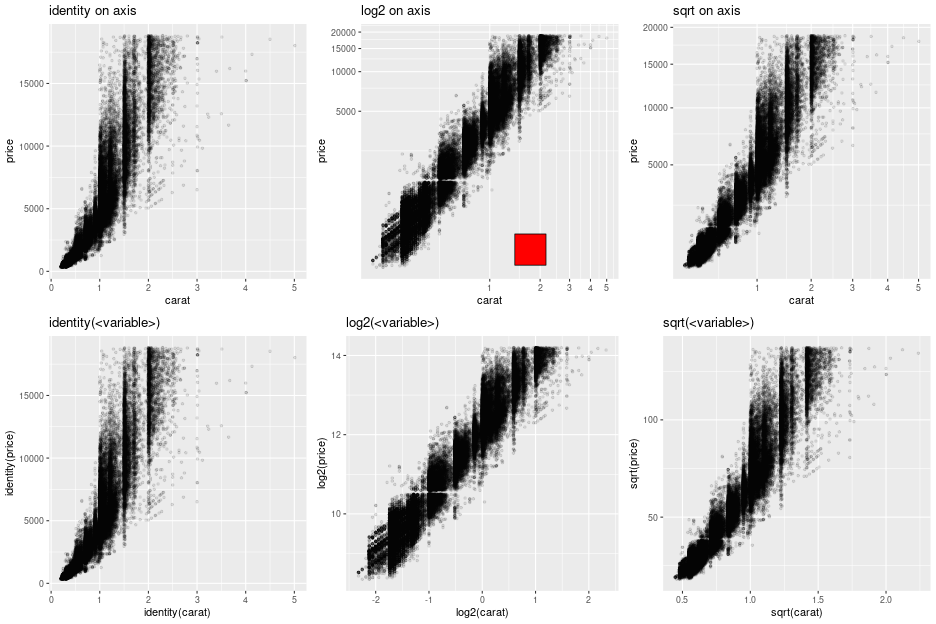 identity on axis
log2 on axis
sqrt on axis
price
15000
10000
5000
0
0 1 2 3 4 5
carat
price
20000
15000
10000
5000
1 2 3 4 5
carat
price
20000
15000
10000
5000
1 2 3 4 5
carat
identity(<variable>)
log2(<variable>)
sqrt(<variable>)
identity(price)
15000
10000
5000
0
0 1 2 3 4 5
identity(carat)
log2(price)
14
12
10
-2 -1 0 1 2
log2(carat)
sqrt(price)
100
50
0.5 1.0 1.5 2.0
sqrt(carat)